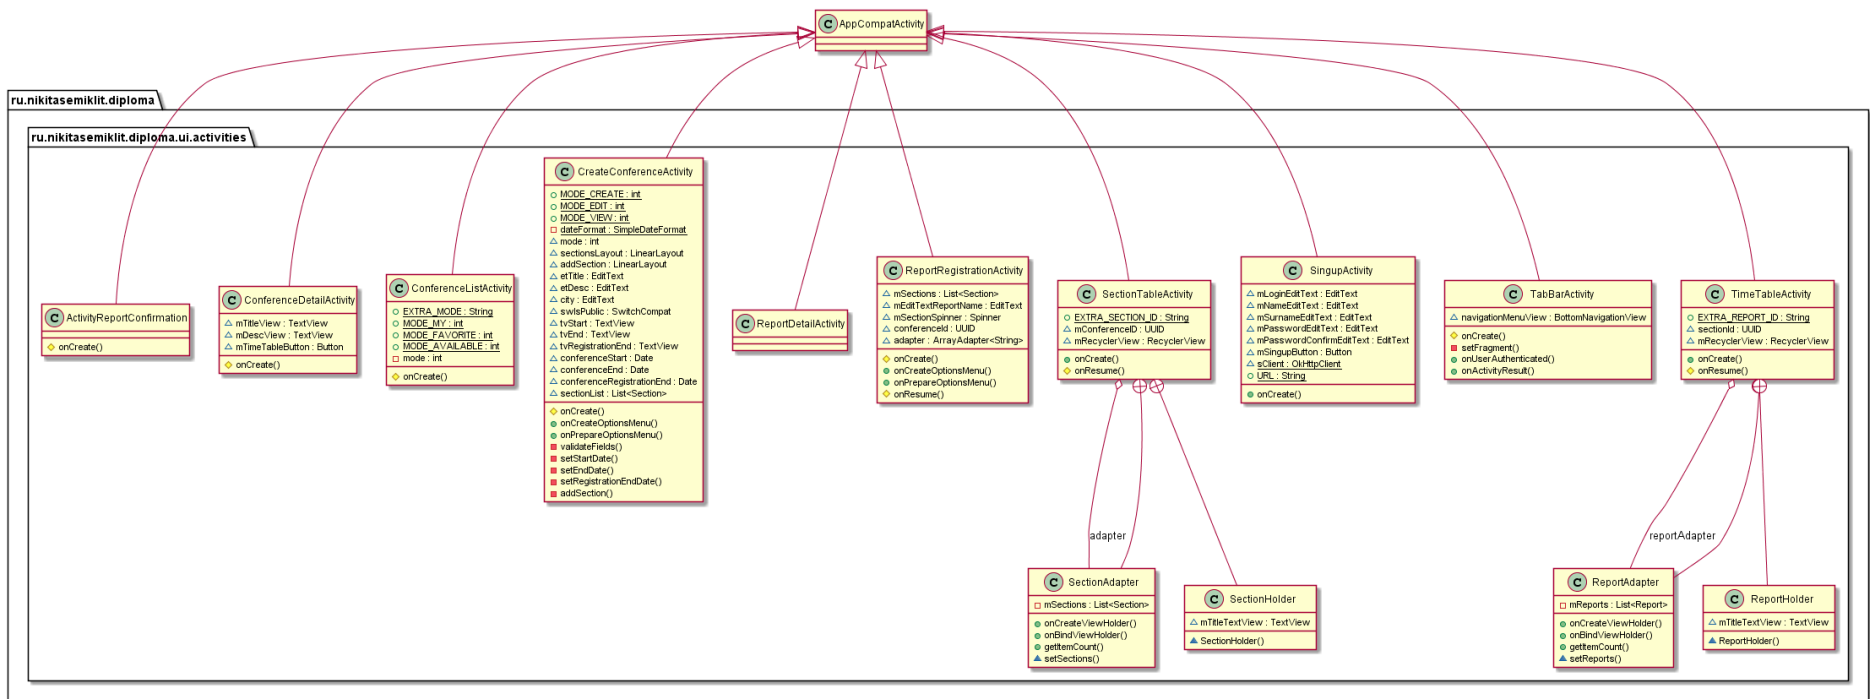 C AppCompatActivity
ru.nikitasemiklit.diploma
ru.nikitasemiklit.diploma.ui.activities
C ActivityReportConfirmation
onCreate()
C ConferenceDetailActivity
mTitleView : TextView
mDescView : TextView
mTimeTableButton : Button
onCreate()
C ConferenceListActivity
EXTRA_MODE : String
MODE_MY : int
MODE_FAVORITE : int
MODE_AVAILABLE : int
mode : int
onCreate()
C CreateConferenceActivity
MODE_CREATE : int
MODE_EDIT : int
MODE_VIEW : int
dateFormat : SimpleDateFormat
mode : int
sectionsLayout : LinearLayout
addSection : LinearLayout
etTitle : EditText
etDesc : EditText
city : EditText
swIsPublic : SwitchCompat
tvStart : TextView
tvEnd : TextView
tvRegistrationEnd : TextView
conferenceStart : Date
conferenceEnd : Date
conferenceRegistrationEnd : Date
sectionList : List<Section>
onCreate()
onCreateOptionsMenu()
onPrepareOptionsMenu()
validateFields()
setStartDate()
setEndDate()
setRegistrationEndDate()
addSection()
C ReportDetailActivity
C ReportRegistrationActivity
mSections : List<Section>
mEditTextReportName : EditText
mSectionSpinner : Spinner
conferenceId : UUID
adapter : ArrayAdapter<String>
onCreate()
onCreateOptionsMenu()
onPrepareOptionsMenu()
onResume()
C SectionTableActivity
EXTRA_SECTION_ID : String
mConferenceID : UUID
mRecyclerView : RecyclerView
onCreate()
onResume()
C SingupActivity
mLoginEditText : EditText
mNameEditText : EditText
mSurnameEditText : EditText
mPasswordEditText : EditText
mPasswordConfirmEditText : EditText
mSingupButton : Button
sClient : OkHttpClient
URL : String
onCreate()
C TabBarActivity
navigationMenuView : BottomNavigationView
onCreate()
setFragment()
onUserAuthenticated()
onActivityResult()
C TimeTableActivity
EXTRA_REPORT_ID : String
sectionId : UUID
mRecyclerView : RecyclerView
onCreate()
onResume()
adapter
reportAdapter
C SectionAdapter
mSections : List<Section>
onCreateViewHolder()
onBindViewHolder()
getItemCount()
setSections()
C SectionHolder
mTitleTextView : TextView
SectionHolder()
C ReportAdapter
mReports : List<Report>
onCreateViewHolder()
onBindViewHolder()
getItemCount()
setReports()
C ReportHolder
mTitleTextView : TextView
ReportHolder()